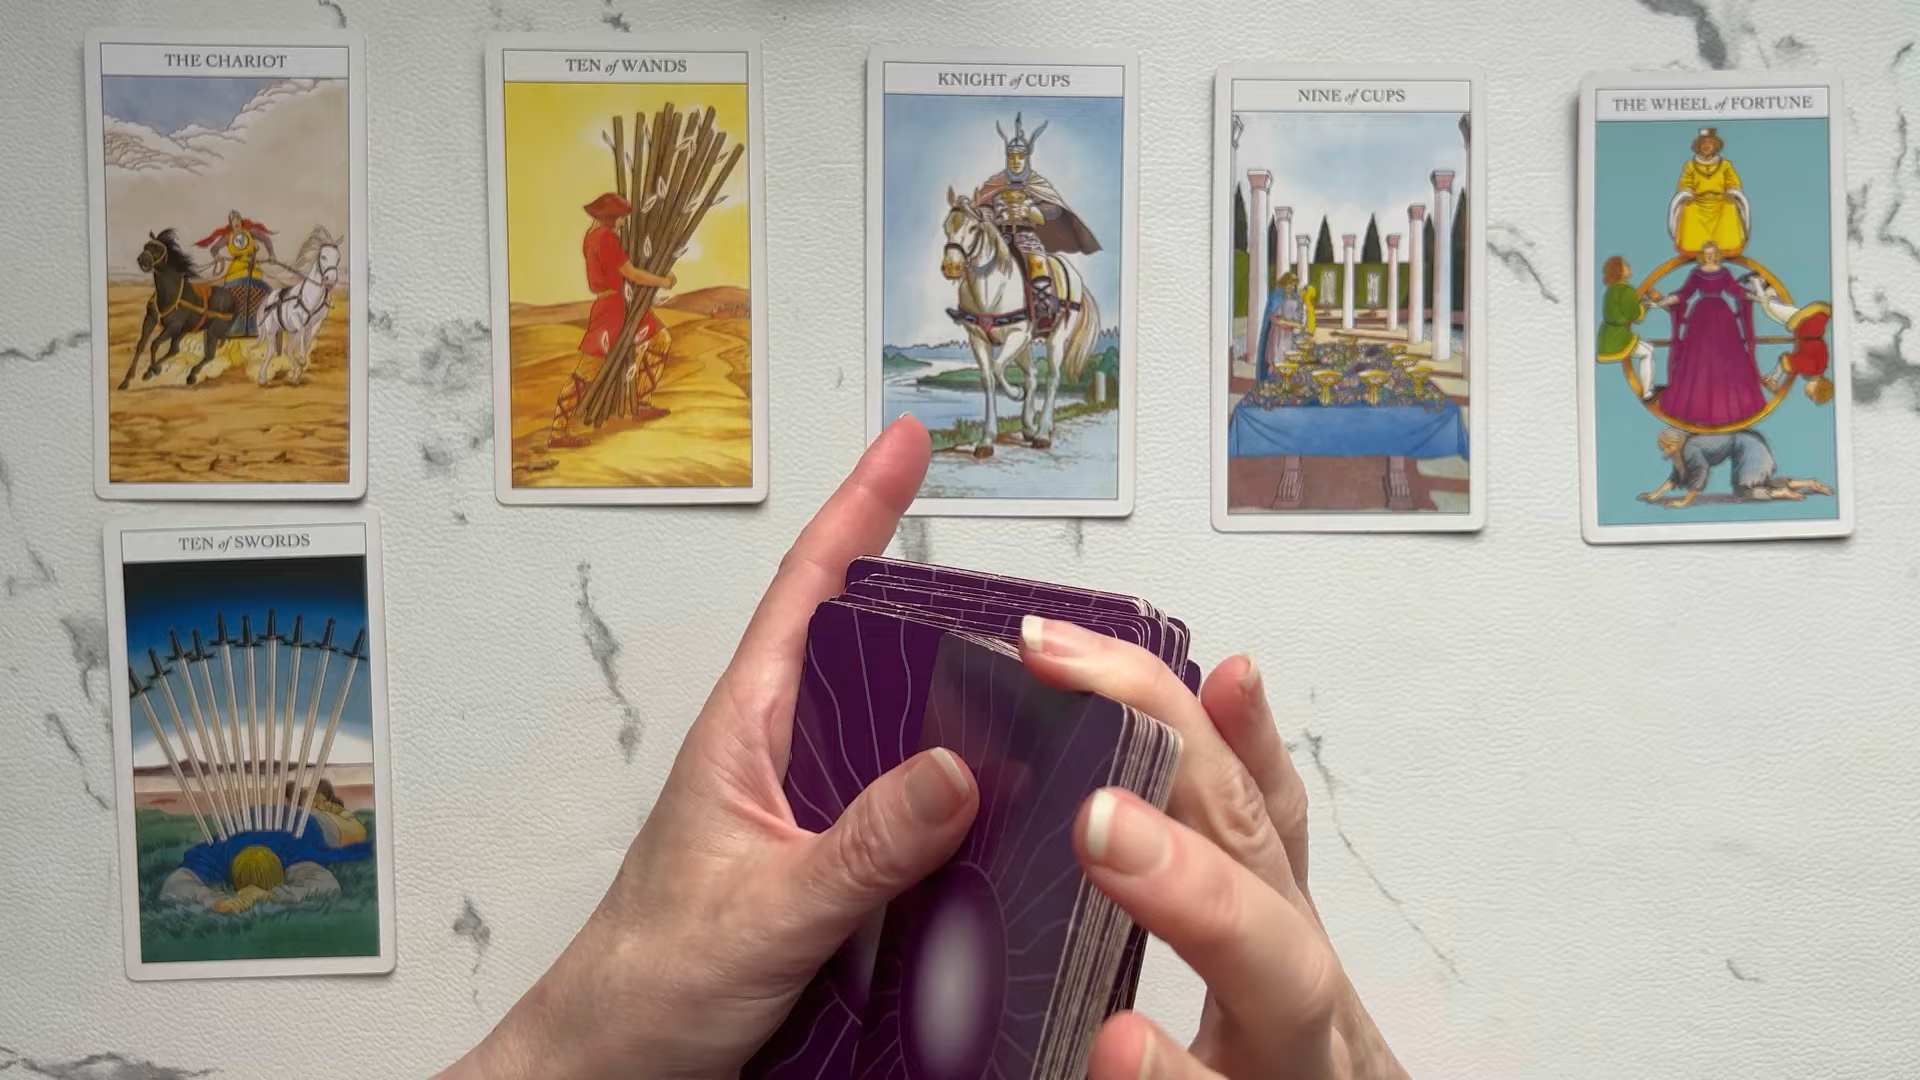 THE CHARIOT
TEN of WANDS
KNIGHT of CUPS
NINE of CUPS
THE WHEEL of FORTUNE
TEN of SWORDS